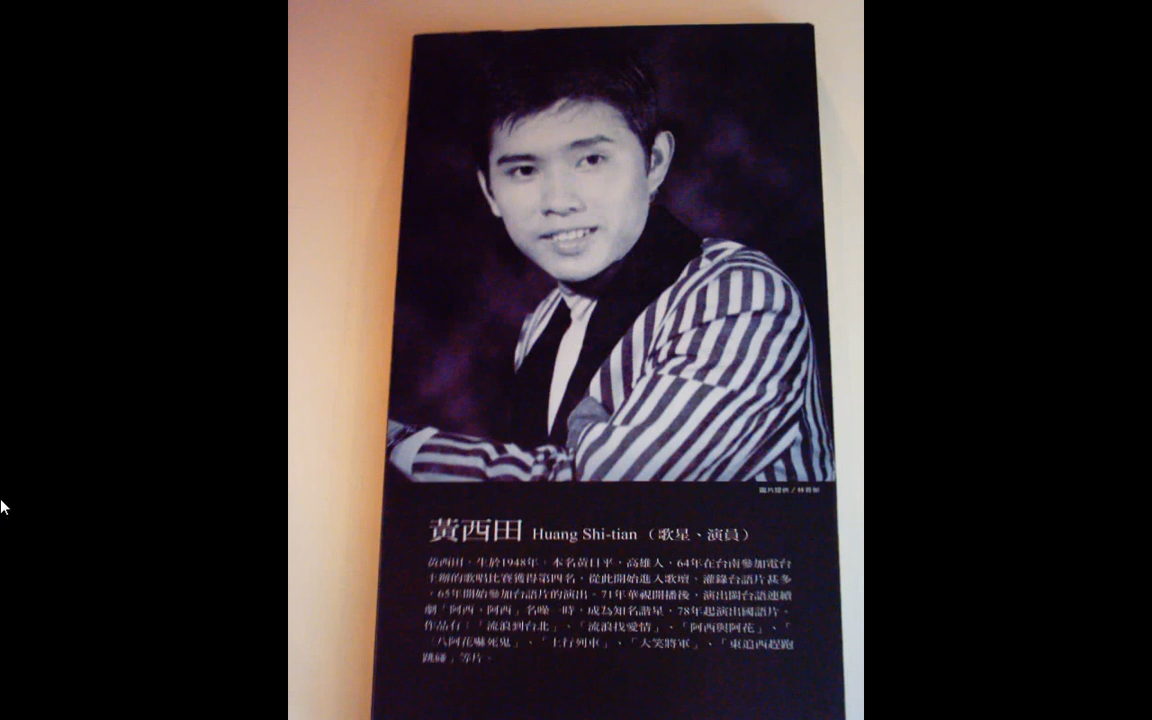 圖片提供／林
黃西田 Huang Shi-tian（歌星、演員）
黃西田，生於1948年，本名黃日平，高雄人，64年在台南參加電台
主辦的歌唱比賽獲得第四名，從此開始進入歌壇、灌錄台語片甚多
，65年開始參加台語片的演出。71年華視開播後，演出閩台語連續
劇「阿西，阿西」名噪一時，成為知名諧星，78年起演出國語片。
作品有：「流浪到台北」、「流浪找愛情」、「阿西與阿花」、「
八阿花嚇死鬼」、「上行列車」、「大笑將軍」、「東追西趕跑
跳碰」等片。